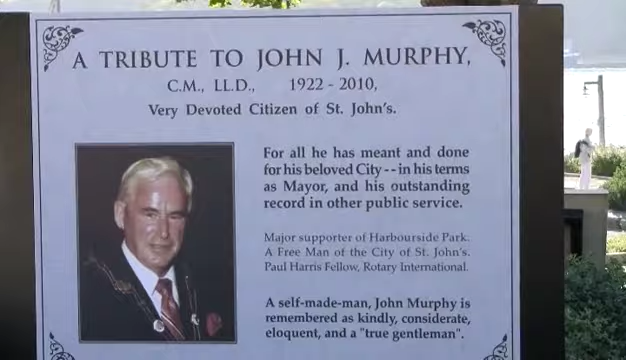 A TRIBUTE TO JOHN J. MURPHY,
C.M., LL.D., 1922 - 2010,
Very Devoted Citizen of St. John's.
For all he has meant and done
for his beloved City -- in his terms
as Mayor, and his outstanding
record in other public service.
Major supporter of Harbourside Park.
A Free Man of the City of St. John's.
Paul Harris Fellow, Rotary International.
A self-made-man, John Murphy is
remembered as kindly, considerate,
eloquent, and a "true gentleman".